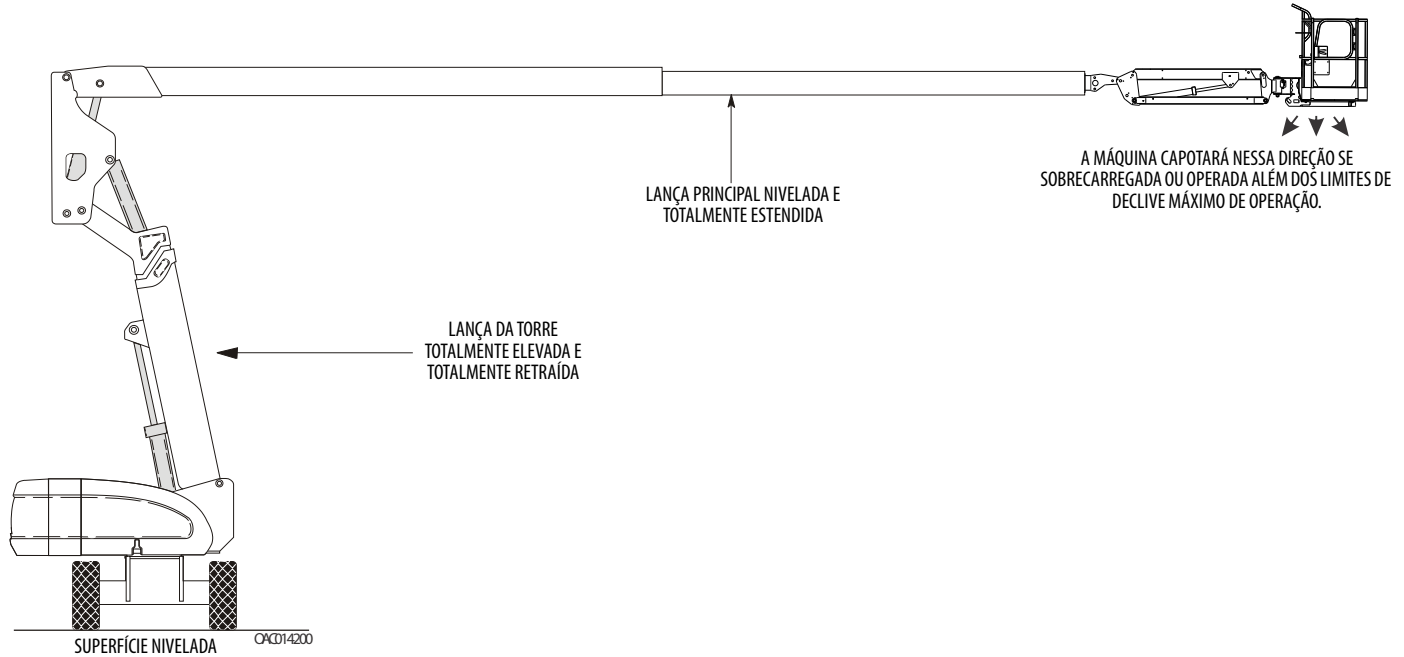 A MÁQUINA CAPOTARÁ NESSA DIREÇÃO SE
SOBRECARREGADA OU OPERADA ALÉM DOS LIMITES DE
DECLIVE MÁXIMO DE OPERAÇÃO.
LANÇA PRINCIPAL NIVELADA E
TOTALMENTE ESTENDIDA
LANÇA DA TORRE
TOTALMENTE ELEVADA E
TOTALMENTE RETRAÍDA
SUPERFÍCIE NIVELADA
OAC014200